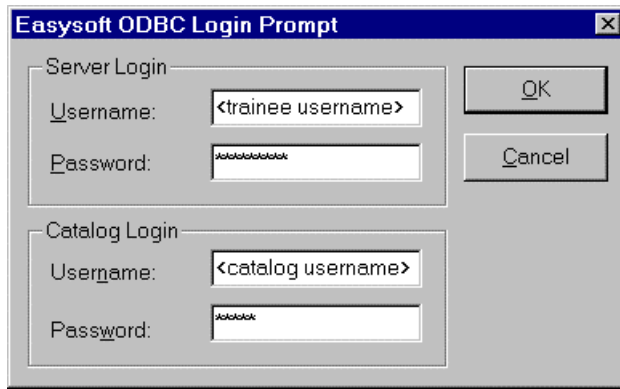 Easysoft ODBC Login Prompt
Server Login
OK
Username: <trainee username>
Password: **********
Cancel
Catalog Login
Username: <catalog username>
Password: *****